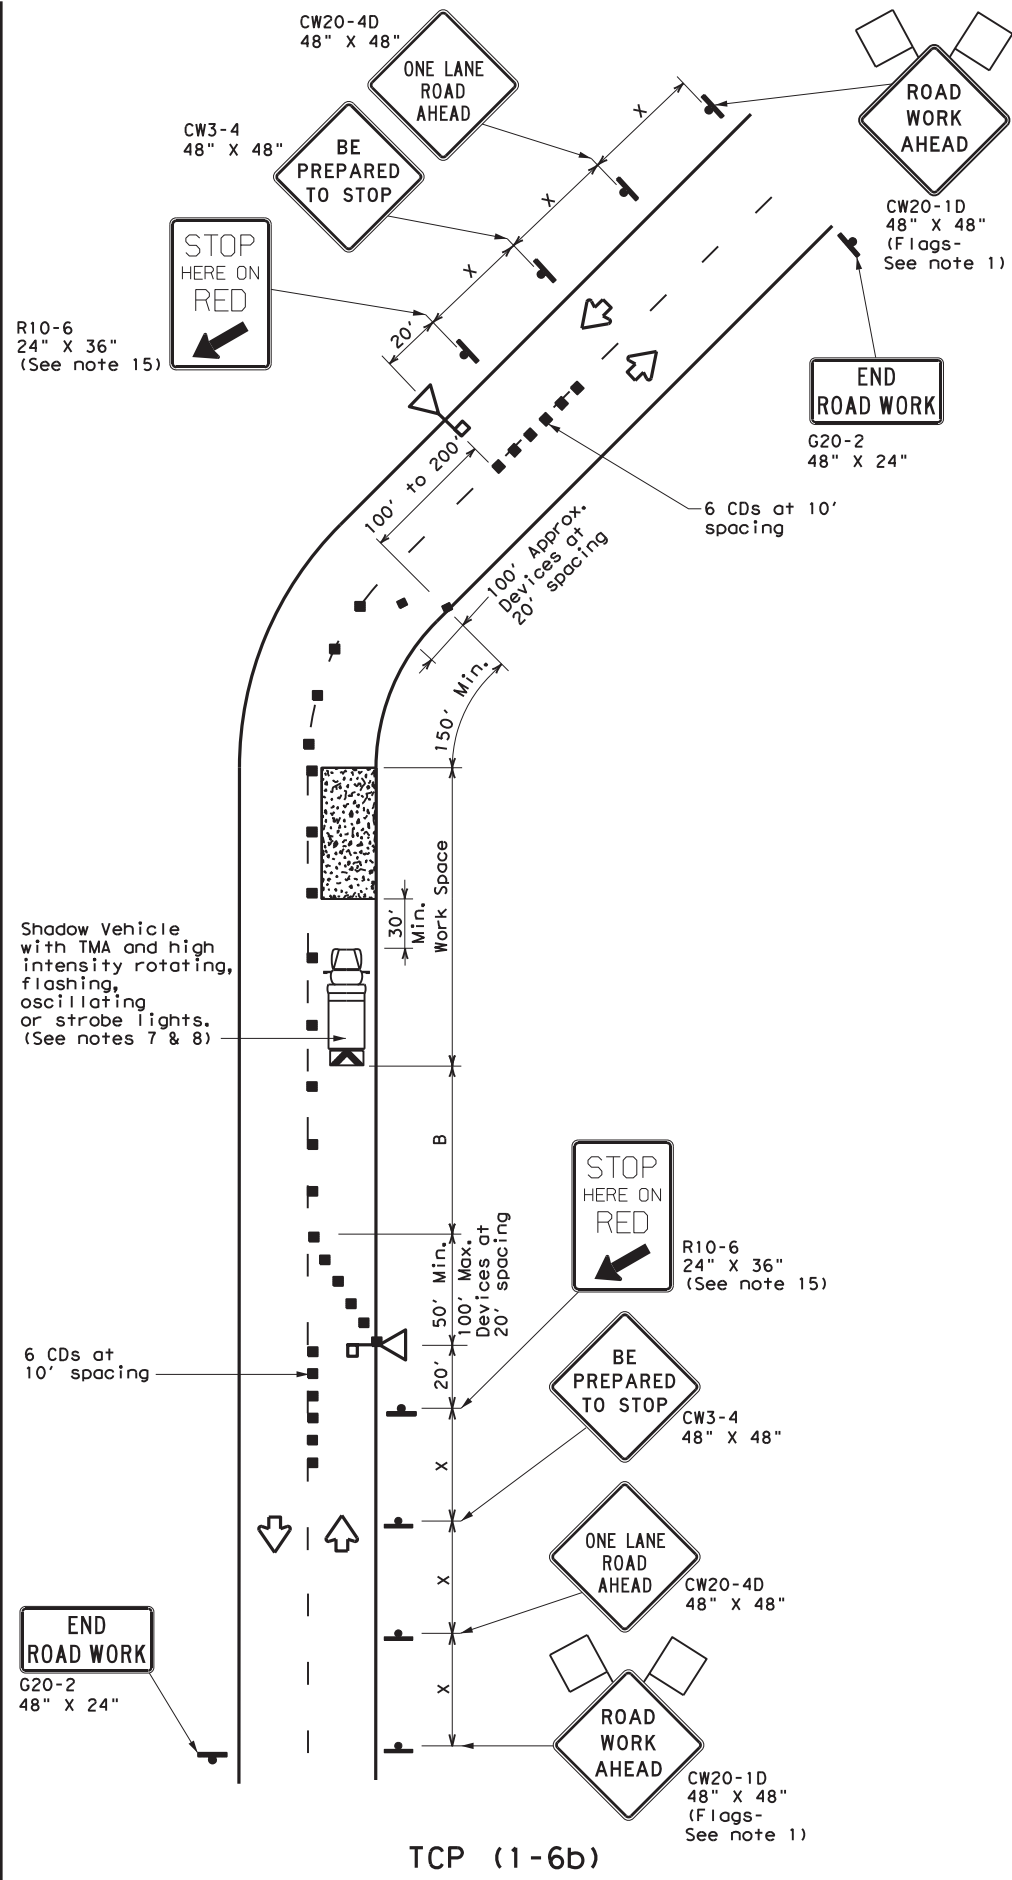 CW20-4D
48" X 48"
ONE LANE
ROAD
AHEAD
ROAD
WORK
AHEAD
CW20-1D
48" X 48"
(Flags-
See note 1)
CW3-4
48" X 48"
BE
PREPARED
TO STOP
X
X
X
20'
STOP
HERE ON
RED
R10-6
24" X 36"
(See note 15)
END
ROAD WORK
G20-2
48" X 24"
100' to 200'
6 CDs at 10'
spacing
100' Approx.
Devices at
20' spacing
150' Min.
Work Space
30'
Min.
Shadow Vehicle
with TMA and high
intensity rotating,
flashing,
oscillating
or strobe lights.
(See notes 7 & 8)
B
50' Min.
100' Max.
Devices at
20' spacing
STOP
HERE ON
RED
R10-6
24" X 36"
(See note 15)
6 CDs at
10' spacing
20'
BE
PREPARED
TO STOP
CW3-4
48" X 48"
X
X
X
ONE LANE
ROAD
AHEAD
CW20-4D
48" X 48"
END
ROAD WORK
G20-2
48" X 24"
ROAD
WORK
AHEAD
CW20-1D
48" X 48"
(Flags-
See note 1)
TCP (1-6b)